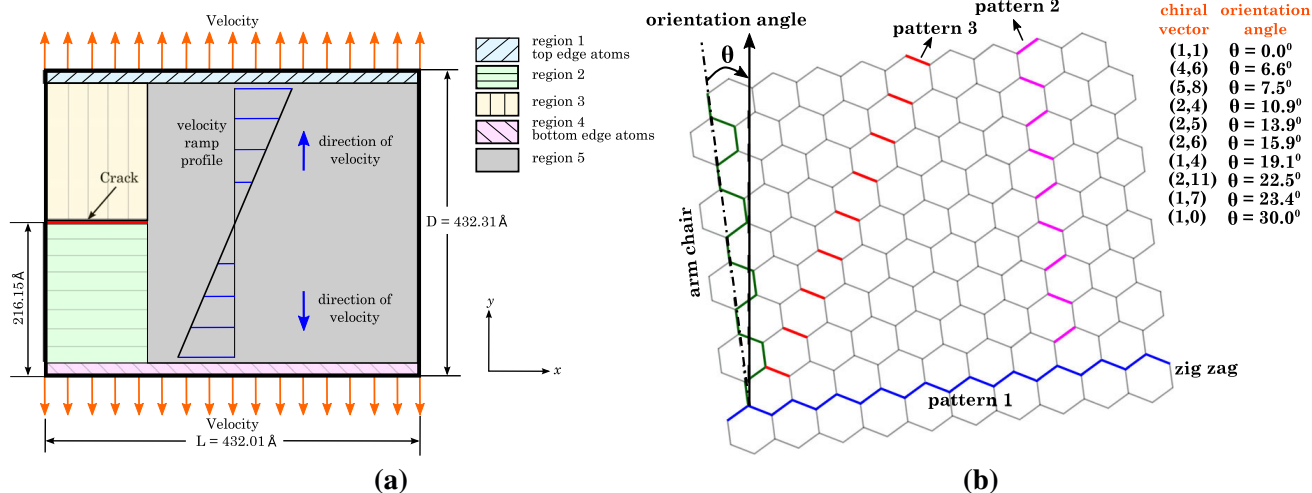 Velocity
region 1
top edge atoms
region 2
region 3
region 4
bottom edge atoms
region 5
velocity
ramp
profile
direction of
velocity
Crack
D = 432.31Å
216.15Å
direction of
velocity
y
x
Velocity
L = 432.01Å
(a)
orientation angle
θ
pattern 3
pattern 2
arm chair
zig zag
pattern 1
(b)
chiral orientation
vector angle
(1,1) θ = 0.0⁰
(4,6) θ = 6.6⁰
(5,8) θ = 7.5⁰
(2,4) θ = 10.9⁰
(2,5) θ = 13.9⁰
(2,6) θ = 15.9⁰
(1,4) θ = 19.1⁰
(2,11) θ = 22.5⁰
(1,7) θ = 23.4⁰
(1,0) θ = 30.0⁰